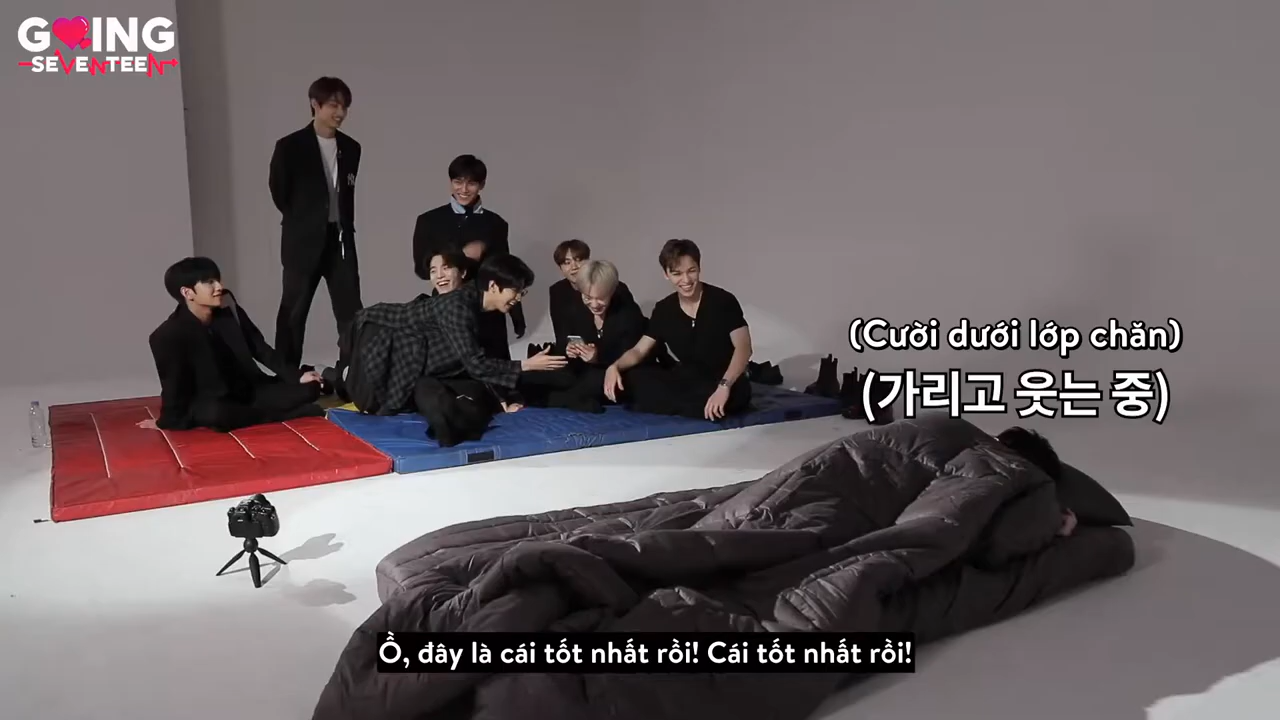 GOING
SEVENTEEN
(Cười dưới lớp chăn)
(가리고 웃는 중)
Ồ, đây là cái tốt nhất rồi! Cái tốt nhất rồi!